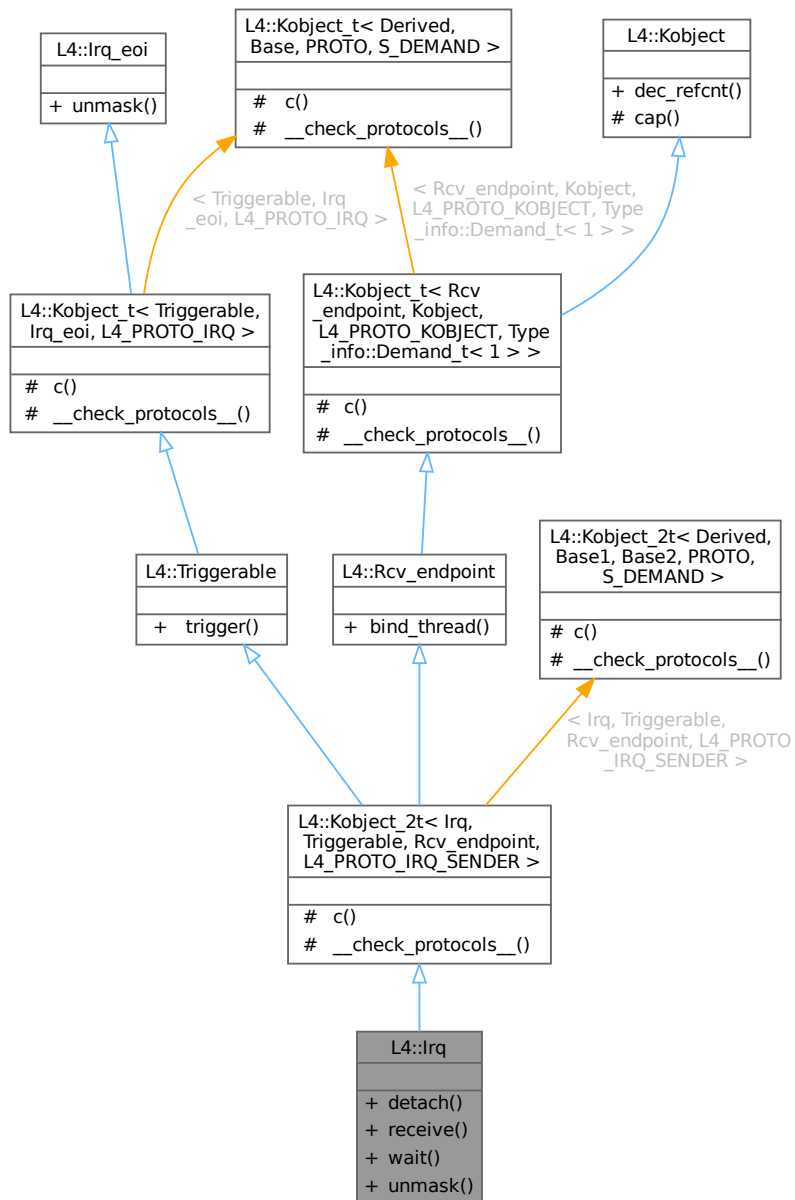 L4::Irq_eoi
+ unmask()
L4::Kobject_t< Derived,
Base, PROTO, S_DEMAND >
# c()
# __check_protocols__()
L4::Kobject
+ dec_refcnt()
# cap()
< Triggerable, Irq
_eoi, L4_PROTO_IRQ >
< Rcv_endpoint, Kobject,
L4_PROTO_KOBJECT, Type
_info::Demand_t< 1 > >
L4::Kobject_t< Triggerable,
Irq_eoi, L4_PROTO_IRQ >
# c()
# __check_protocols__()
L4::Kobject_t< Rcv
_endpoint, Kobject,
L4_PROTO_KOBJECT, Type
_info::Demand_t< 1 > >
# c()
# __check_protocols__()
L4::Triggerable
+ trigger()
L4::Rcv_endpoint
+ bind_thread()
L4::Kobject_2t< Derived,
Base1, Base2, PROTO,
S_DEMAND >
# c()
# __check_protocols__()
< Irq, Triggerable,
Rcv_endpoint, L4_PROTO
_IRQ_SENDER >
L4::Kobject_2t< Irq,
Triggerable, Rcv_endpoint,
L4_PROTO_IRQ_SENDER >
# c()
# __check_protocols__()
L4::Irq
+ detach()
+ receive()
+ wait()
+ unmask()